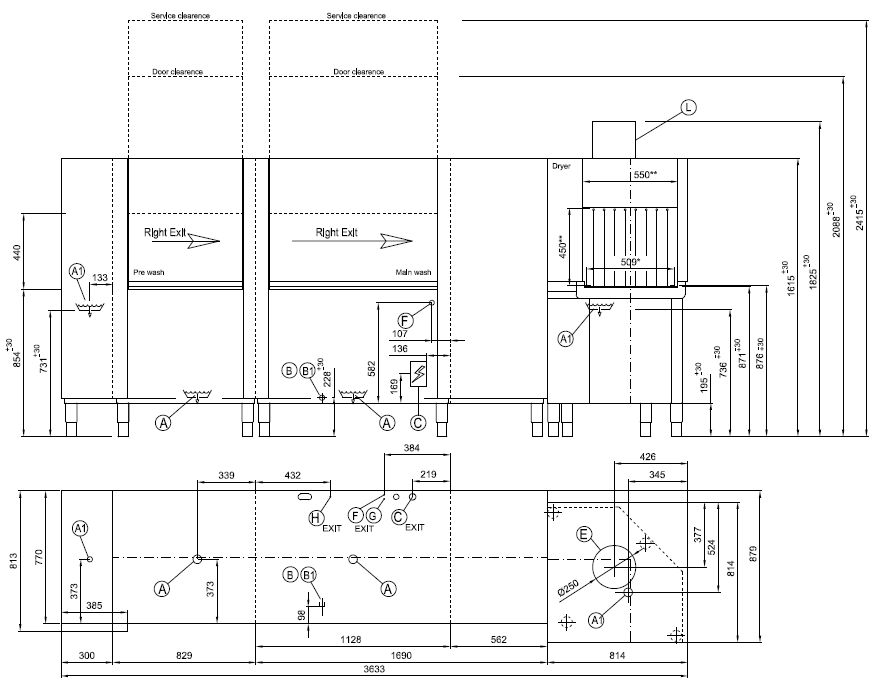 Service clearence
Service clearence
Door clearence
Door clearence
L
Dryer
550**
Right Exit
Right Exit
450**
509*
Pre wash
Main wash
440
A1
133
F
107
136
A1
854 ±30
731 ±30
B
B1
228 ±30
582
169
A
A
C
195 ±30
736 ±30
871 ±30
876 ±30
1615 ±30
1825 ±30
2088 ±30
2415 ±30
384
426
339
432
219
345
H
EXIT
F
G
EXIT
C
EXIT
A1
E
813
770
373
A
373
B
B1
A
98
Ø250
A1
377
524
814
879
385
1128
562
300
829
1690
814
3633